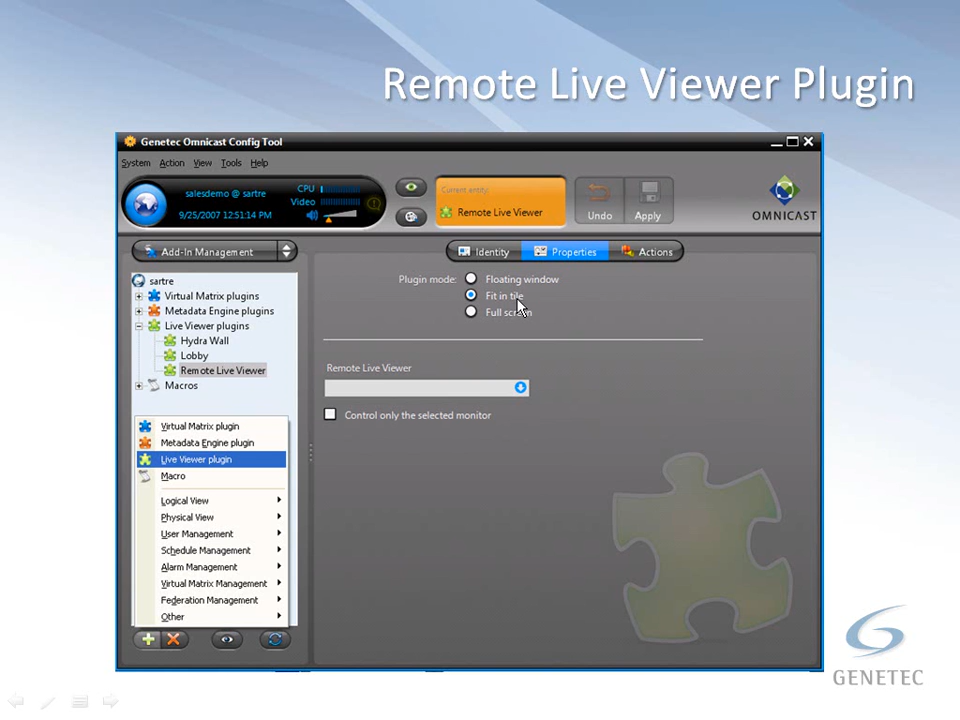 Remote Live Viewer Plugin
Genetec Omnicast Config Tool
System Action View Tools Help
salesdemo @ sartre
9/25/2007 12:51:14 PM
CPU
Video
Current entity:
Remote Live Viewer
Undo
Apply
OMNICAST
Add-In Management
Identity
Properties
Actions
sartre
Virtual Matrix plugins
Metadata Engine plugins
Live Viewer plugins
Hydra Wall
Lobby
Remote Live Viewer
Macros
Plugin mode:
Floating window
Fit in tile
Full screen
Remote Live Viewer
Control only the selected monitor
Virtual Matrix plugin
Metadata Engine plugin
Live Viewer plugin
Macro
Logical View
Physical View
User Management
Schedule Management
Alarm Management
Virtual Matrix Management
Federation Management
Other
GENETEC